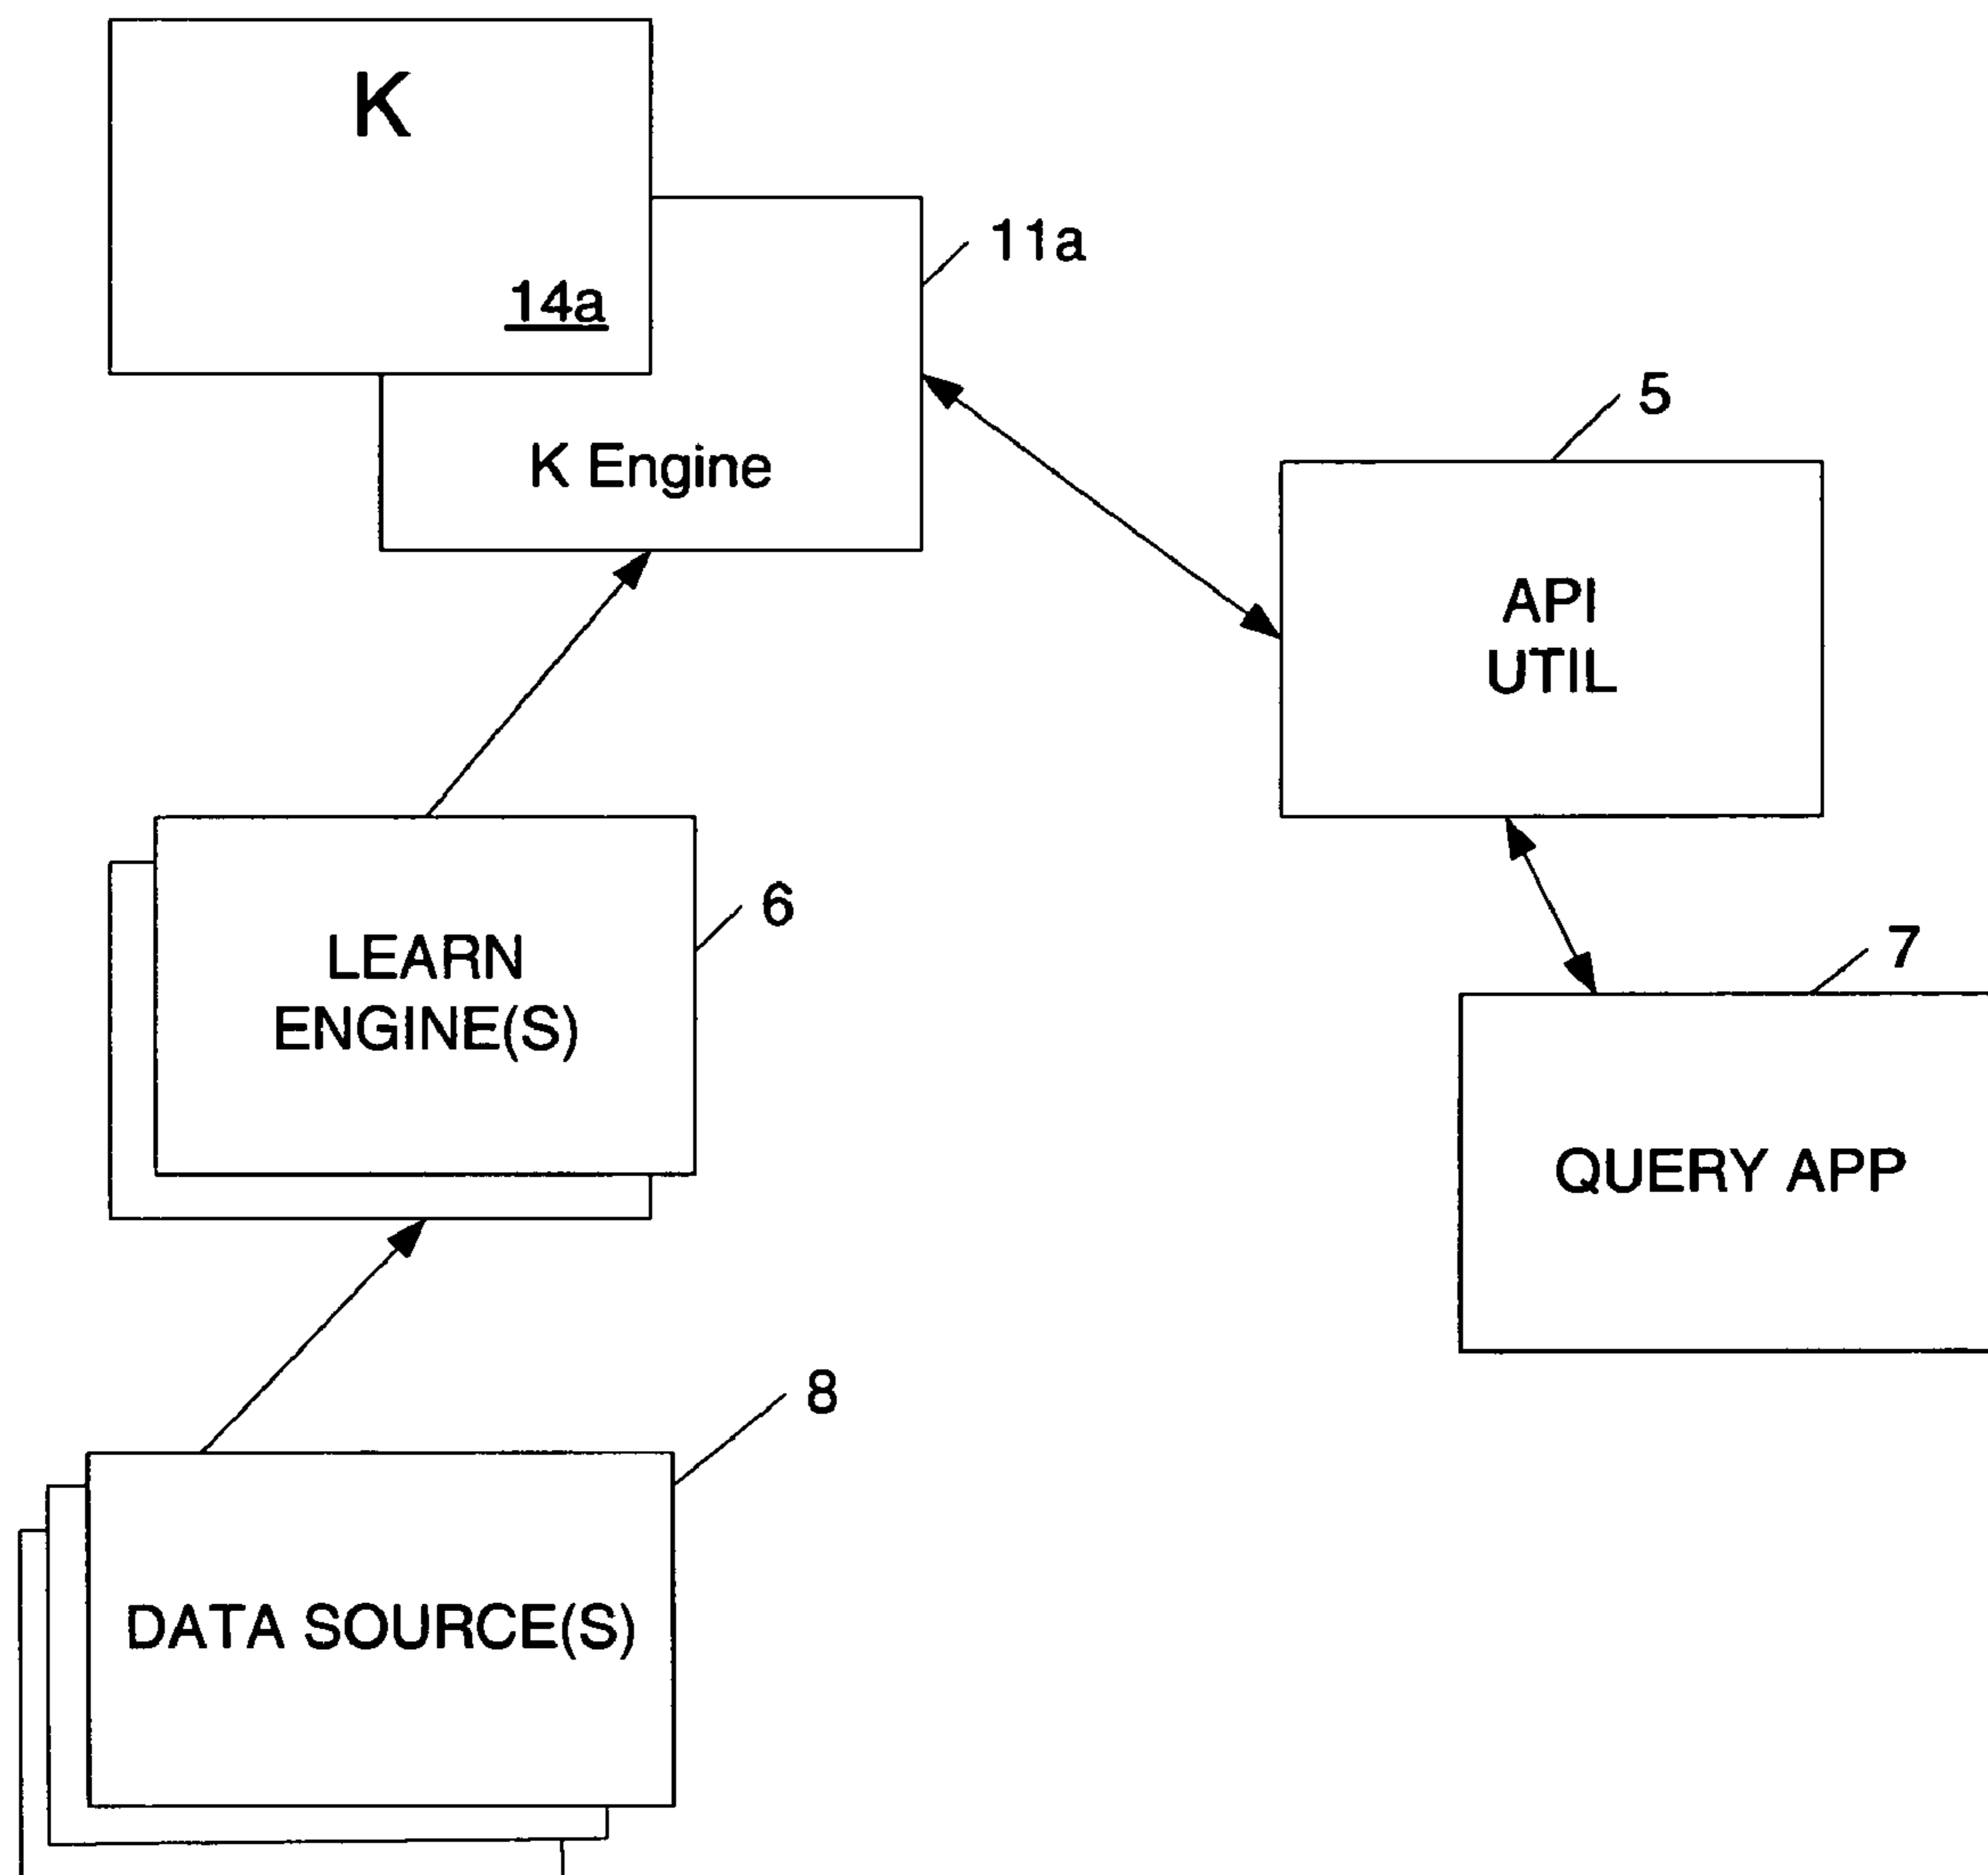 K
14a
11a
K Engine
5
API
UTIL
6
LEARN
ENGINE(S)
7
QUERY APP
8
DATA SOURCE(S)